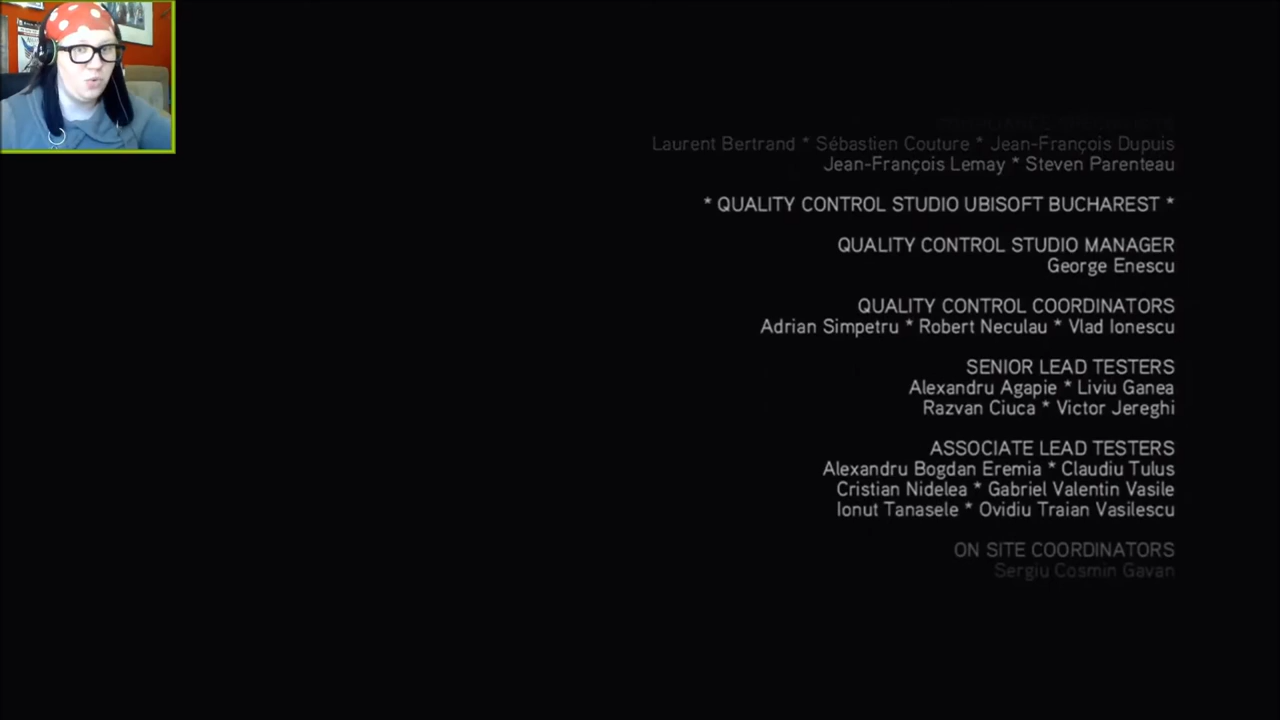 Laurent Bertrand * Sébastien Couture * Jean-François Dupuis
Jean-François Lemay * Steven Parenteau
* QUALITY CONTROL STUDIO UBISOFT BUCHAREST *
QUALITY CONTROL STUDIO MANAGER
George Enescu
QUALITY CONTROL COORDINATORS
Adrian Simpetru * Robert Neculau * Vlad Ionescu
SENIOR LEAD TESTERS
Alexandru Agapie * Liviu Ganea
Razvan Ciuca * Victor Jereghi
ASSOCIATE LEAD TESTERS
Alexandru Bogdan Eremia * Claudiu Tulus
Cristian Nidelea * Gabriel Valentin Vasile
Ionut Tanasele * Ovidiu Traian Vasilescu
ON SITE COORDINATORS
Sergiu Cosmin Gavan